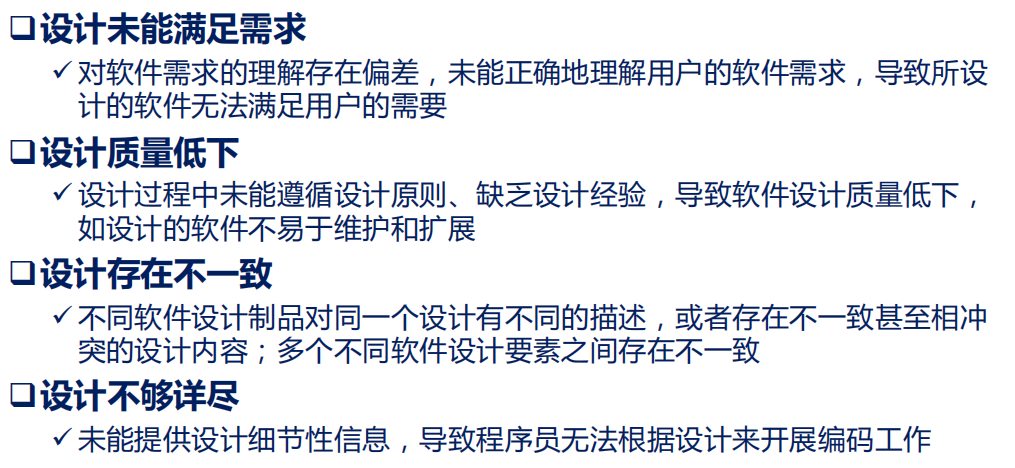 ❑设计未能满足需求
✓对软件需求的理解存在偏差，未能正确地理解用户的软件需求，导致所设
计的软件无法满足用户的需要
❑设计质量低下
✓设计过程中未能遵循设计原则、缺乏设计经验，导致软件设计质量低下，
如设计的软件不易于维护和扩展
❑设计存在不一致
✓不同软件设计制品对同一个设计有不同的描述，或者存在不一致甚至相冲
突的设计内容；多个不同软件设计要素之间存在不一致
❑设计不够详尽
✓未能提供设计细节性信息，导致程序员无法根据设计来开展编码工作